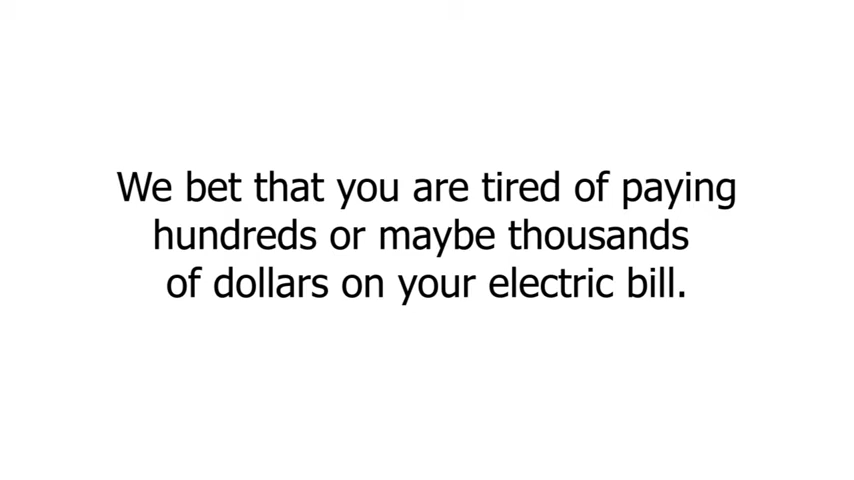 We bet that you are tired of paying
hundreds or maybe thousands
of dollars on your electric bill.